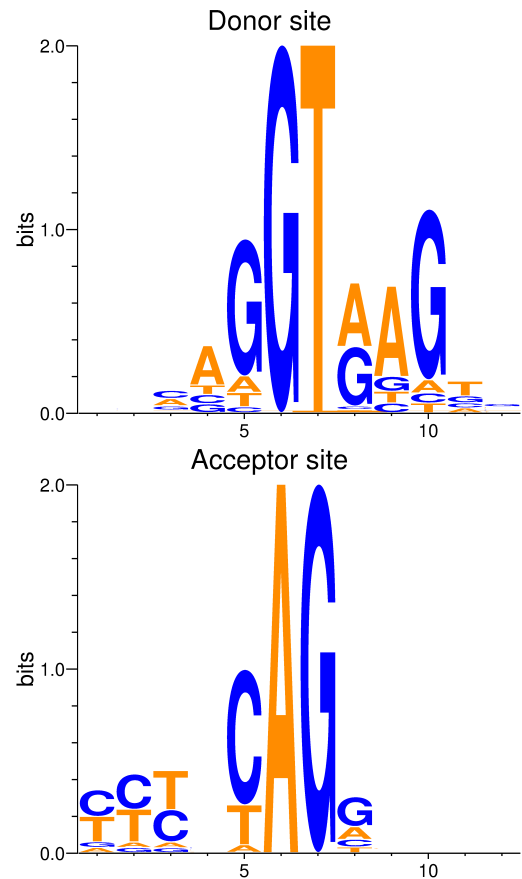 Donor site
2.0
bits
1.0
0.0
5
10
C A G
A T C G
G A T C
G
T
A G C
A G T C
G A C T
T G C A
Acceptor site
2.0
bits
1.0
0.0
5
10
C T G A
C T A G
T C A G
C T A
A
G
G A C T